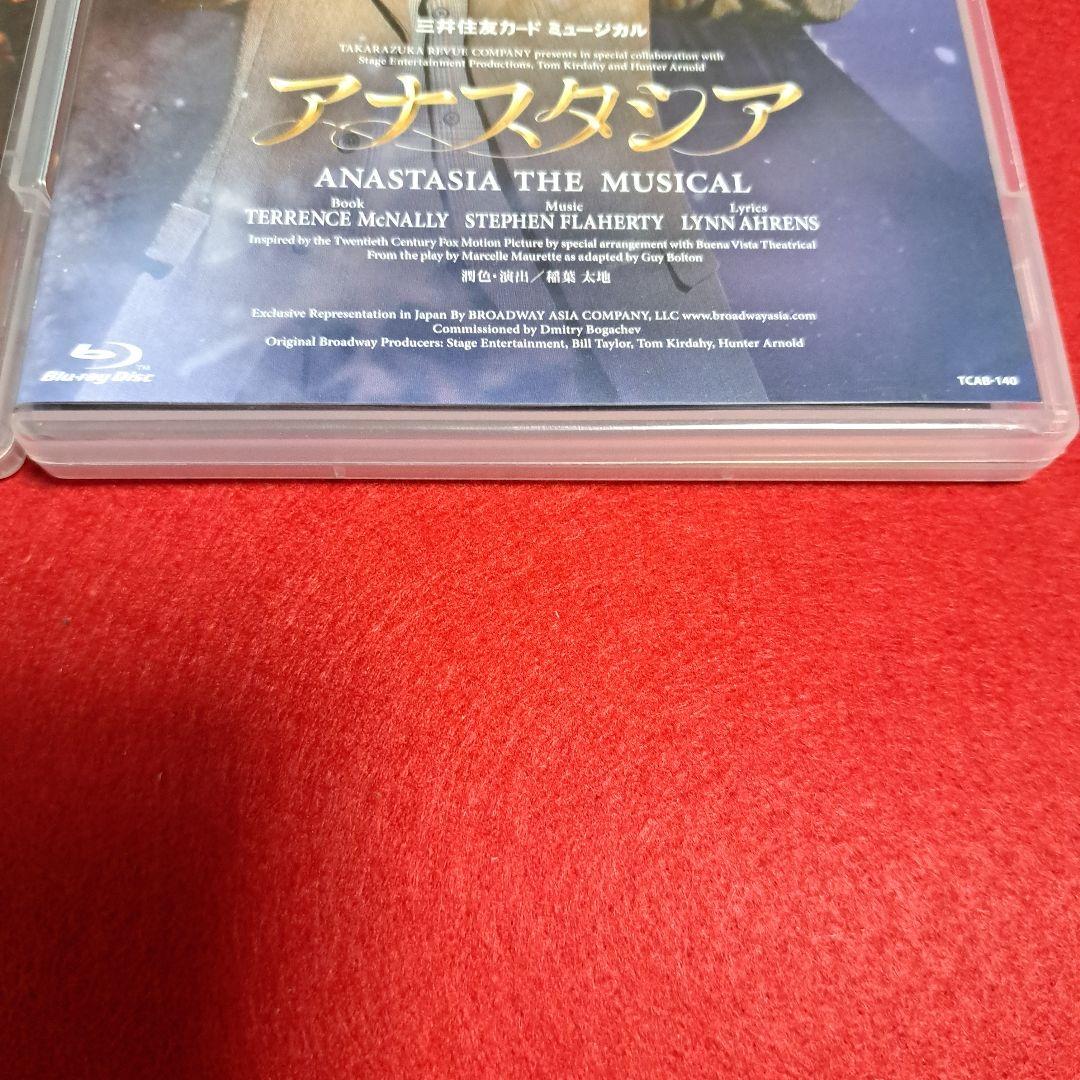 三井住友カード ミュージカル
TAKARAZUKA REVUE COMPANY presents in special collaboration with
Stage Entertainment Productions, Tom Kirdahy and Hunter Arnold
アナスタシア
ANASTASIA THE MUSICAL
Book Music Lyrics
TERRENCE McNALLY STEPHEN FLAHERTY LYNN AHRENS
Inspired by the Twentieth Century Fox Motion Picture by special arrangement with Buena Vista Theatrical
From the play by Marcelle Maurette as adapted by Guy Bolton
潤色・演出/稲葉 太地
Exclusive Representation in Japan By BROADWAY ASIA COMPANY, LLC www.broadwayasia.com
Commissioned by Dmitry Bogachev
Original Broadway Producers: Stage Entertainment, Bill Taylor, Tom Kirdahy, Hunter Arnold
Blu-ray Disc™
TCAB-140